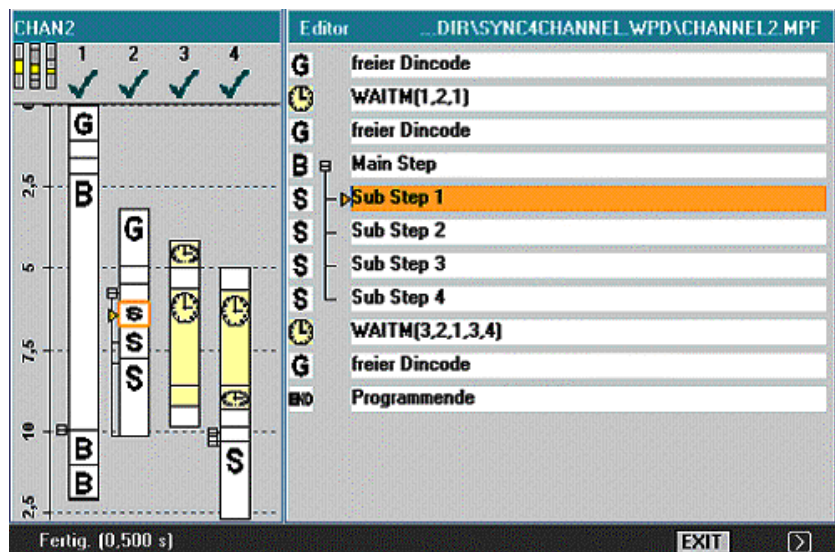 CHAN2
1 2 3 4
0
G
B
2,5
G
5
S
S
7,5
S
10
B
S
B
2,5
Editor ...DIR\SYNC4CHANNEL.WPD\CHANNEL2.MPF
G freier Dincode
WAITM(1,2,1)
G freier Dincode
B Main Step
S Sub Step 1
S Sub Step 2
S Sub Step 3
S Sub Step 4
WAITM(3,2,1,3,4)
G freier Dincode
END Programmende
Fertig. (0,500 s)
EXIT